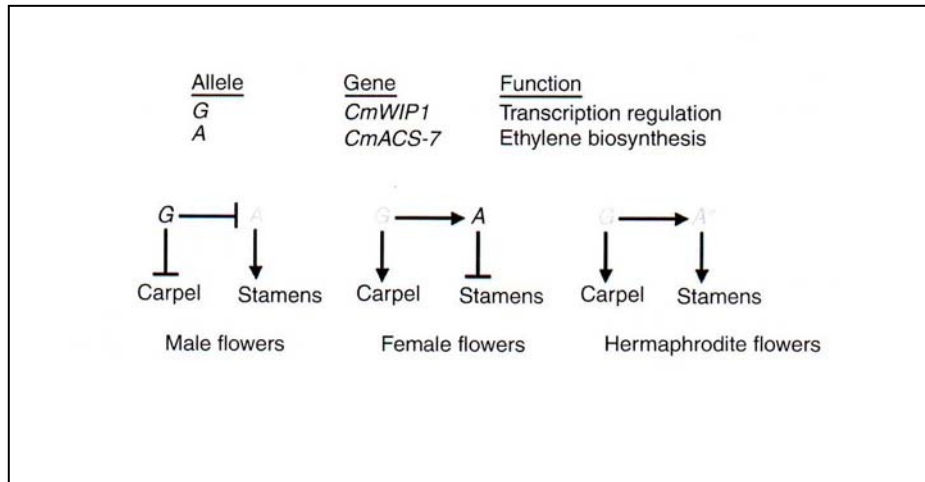 Allele Gene Function
G CmWIP1 Transcription regulation
A CmACS-7 Ethylene biosynthesis
G A G A G A⁻
Carpel Stamens Carpel Stamens Carpel Stamens
Male flowers Female flowers Hermaphrodite flowers